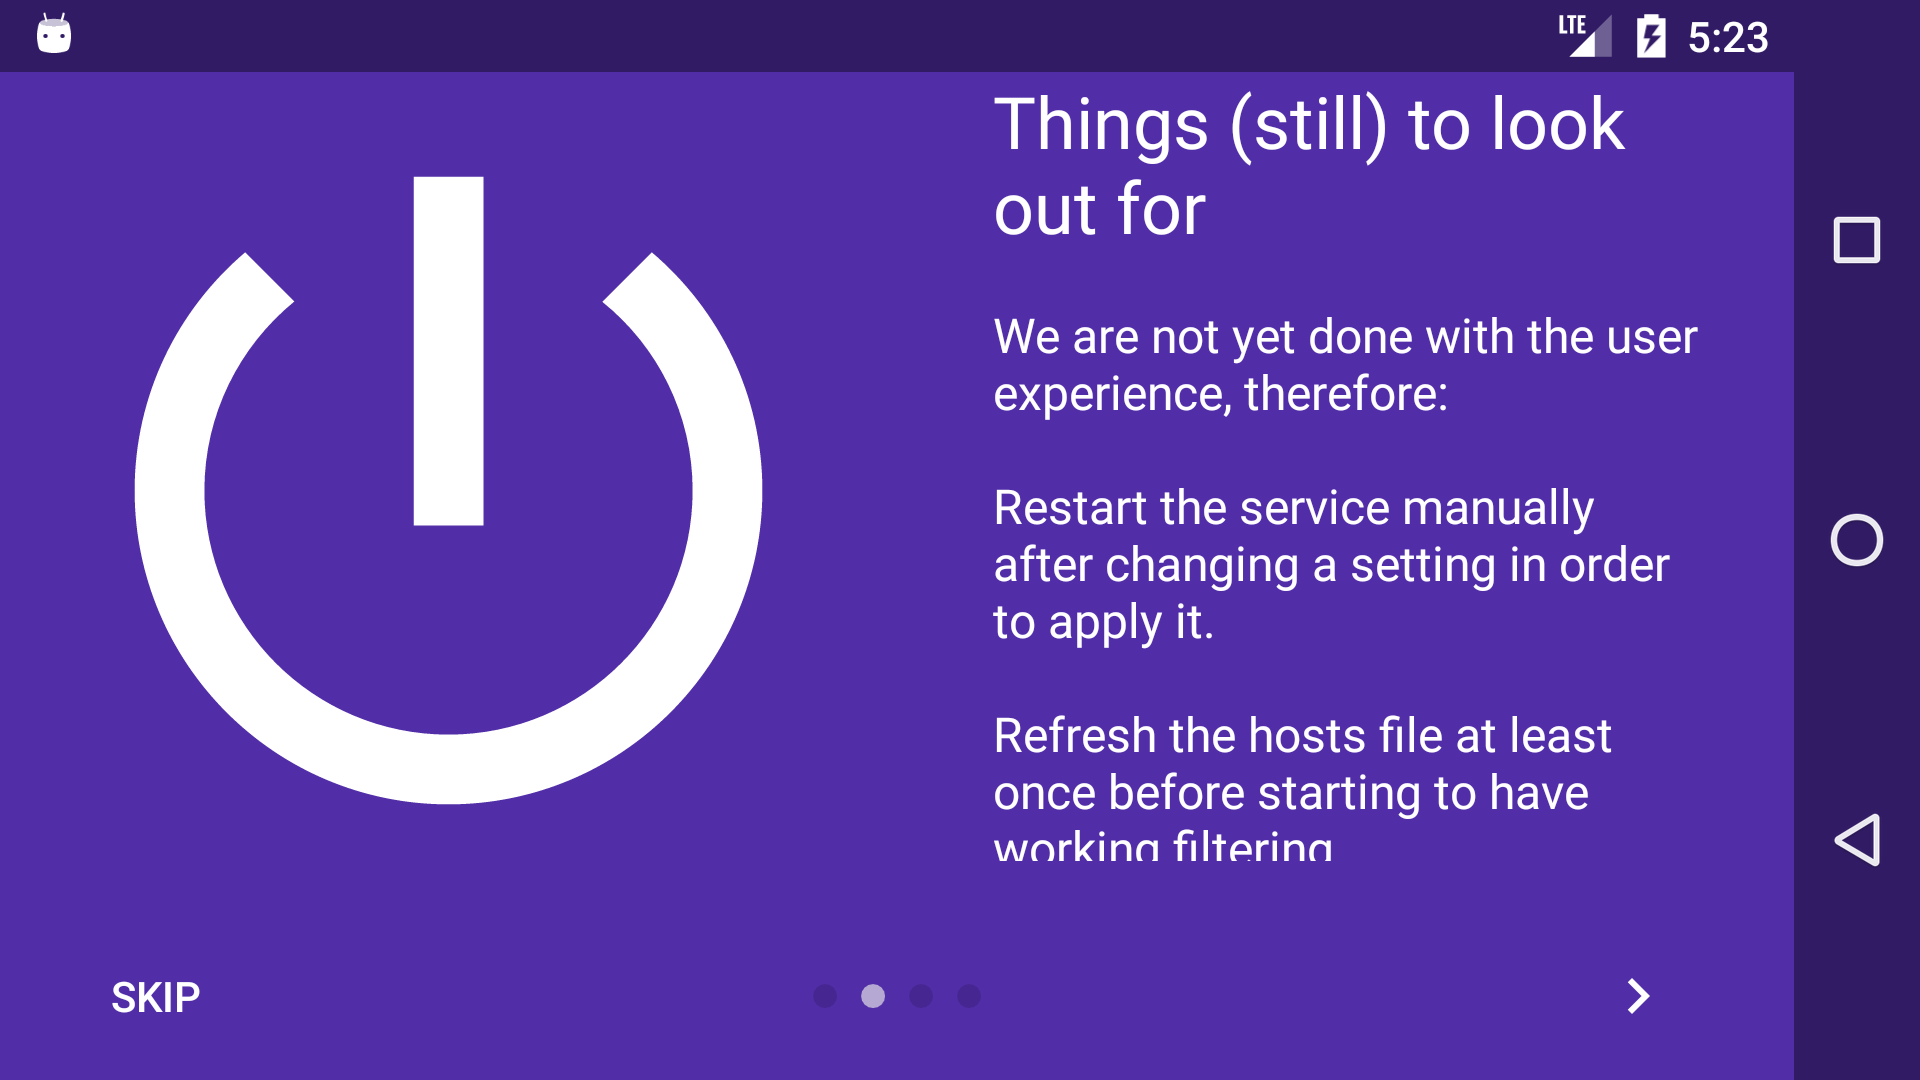 LTE 5:23
Things (still) to look
out for
We are not yet done with the user
experience, therefore:
Restart the service manually
after changing a setting in order
to apply it.
Refresh the hosts file at least
once before starting to have
working filtering
SKIP